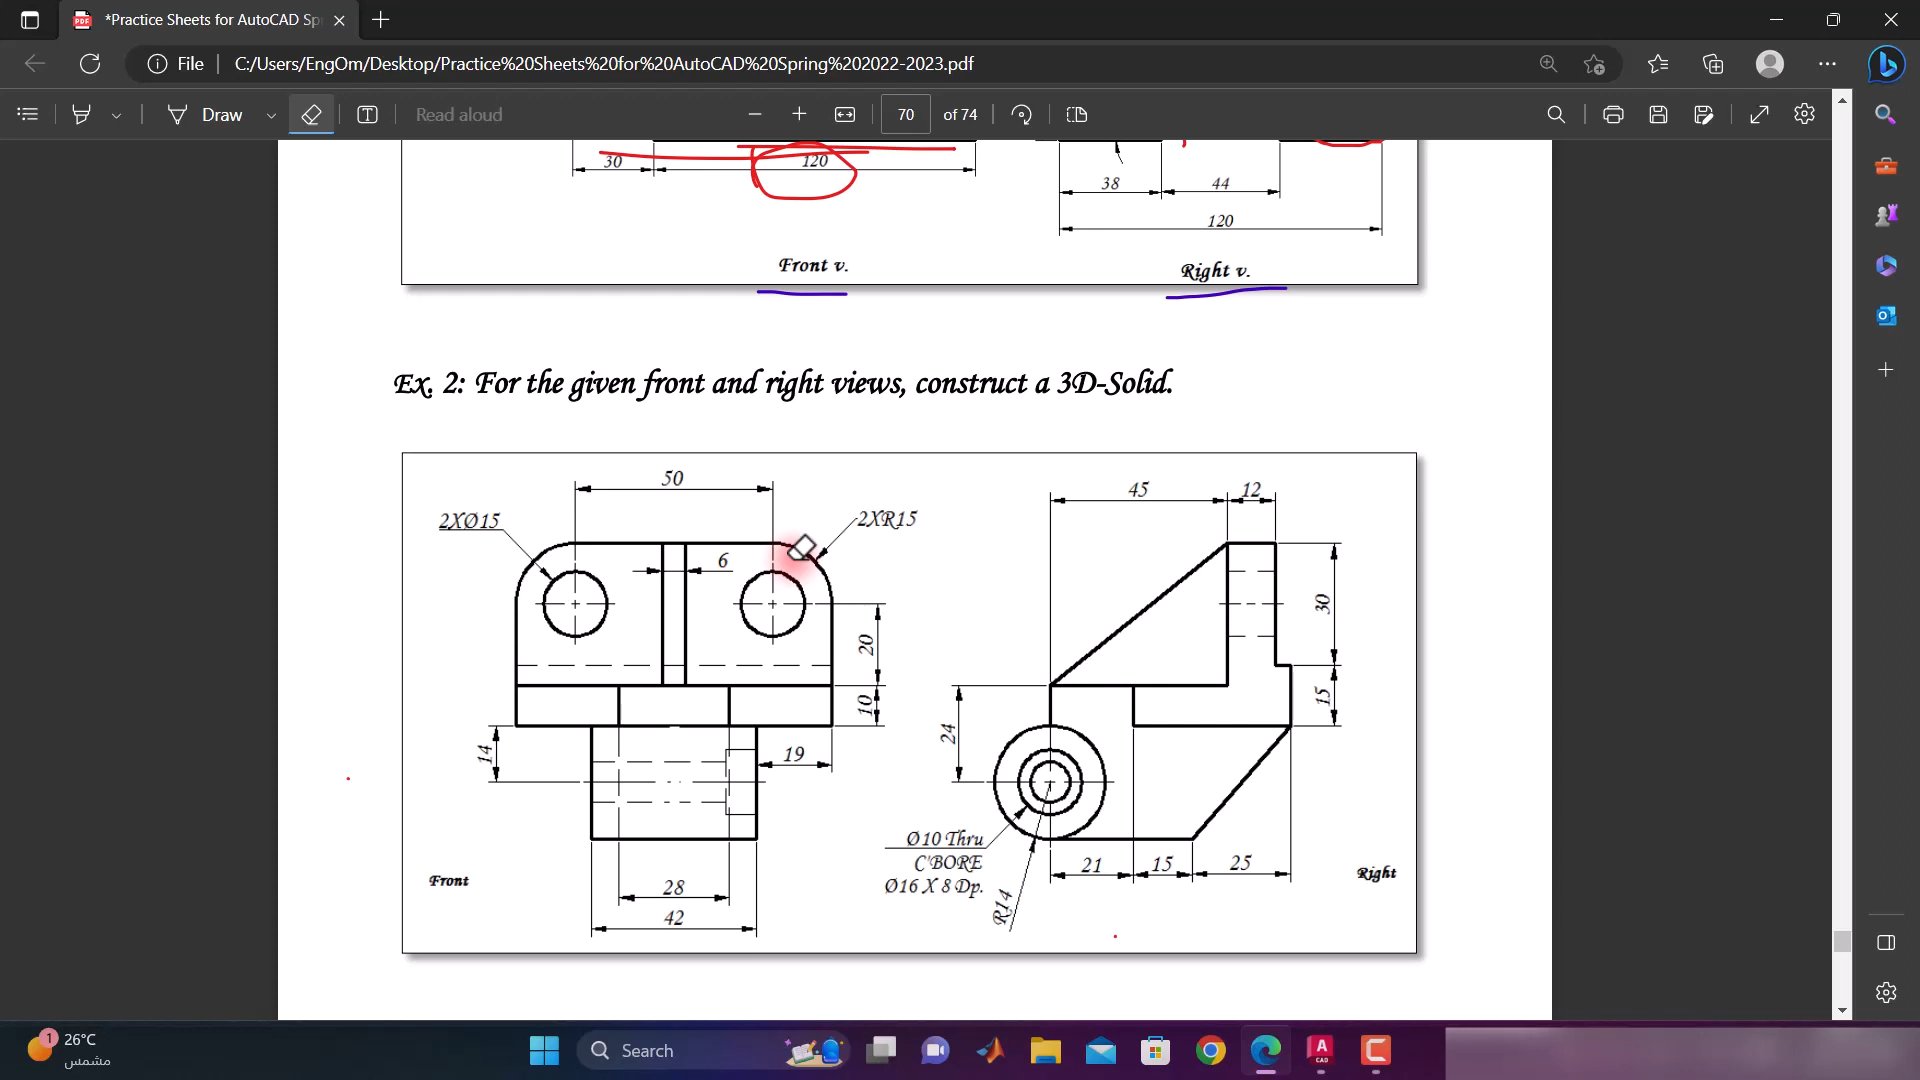 *Practice Sheets for AutoCAD Sp
File
C:/Users/EngOm/Desktop/Practice%20Sheets%20for%20AutoCAD%20Spring%202022-2023.pdf
Draw
Read aloud
70 of 74
30
120
38
44
120
Front v.
Right v.
Ex. 2: For the given front and right views, construct a 3D-Solid.
50
45
12
2XØ15
2XR15
6
30
20
10
15
24
14
19
Ø10 Thru
C'BORE
Ø16 X 8 Dp.
R14
21
15
25
Front
Right
28
42
1
26°C
مشمس
Search